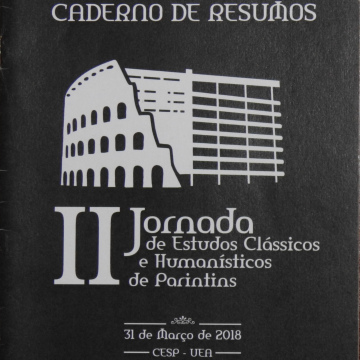 CADERNO DE RESUMOS
II Jornada
de Estudos Clássicos
e Humanísticos
de Parintins
31 de Março de 2018
CESP - UEA